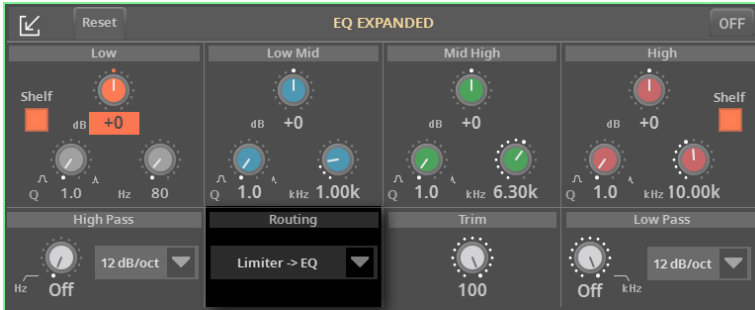 Reset EQ EXPANDED OFF
Low Low Mid Mid High High
Shelf Shelf
dB +0 dB +0 dB +0 dB +0
Q 1.0 Hz 80 Q 1.0 kHz 1.00k Q 1.0 kHz 6.30k Q 1.0 kHz 10.00k
High Pass Routing Trim Low Pass
12 dB/oct Limiter -> EQ 12 dB/oct
Hz Off 100 Off kHz